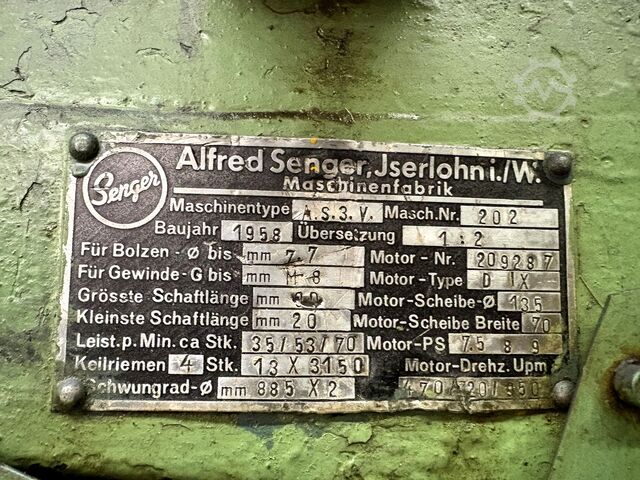 Senger
Alfred Senger, Jserlohn i./W.
Maschinenfabrik
Maschinentype A.S.3.V. Masch.Nr. 202
Baujahr 1958 Übersetzung 1:2
Für Bolzen - Ø bis mm 7.7 Motor - Nr. 209287
Für Gewinde - G bis mm M 8 Motor - Type D IX
Grösste Schaftlänge mm Motor - Scheibe - Ø 135
Kleinste Schaftlänge mm 20 Motor - Scheibe Breite 70
Leist. p. Min. ca Stk. 35/53/70 Motor - PS 7.5 8 9
Keilriemen 4 Stk. 13 X 3150 Motor - Drehz. Upm
Schwungrad - Ø mm 885 X 2 470/720/950